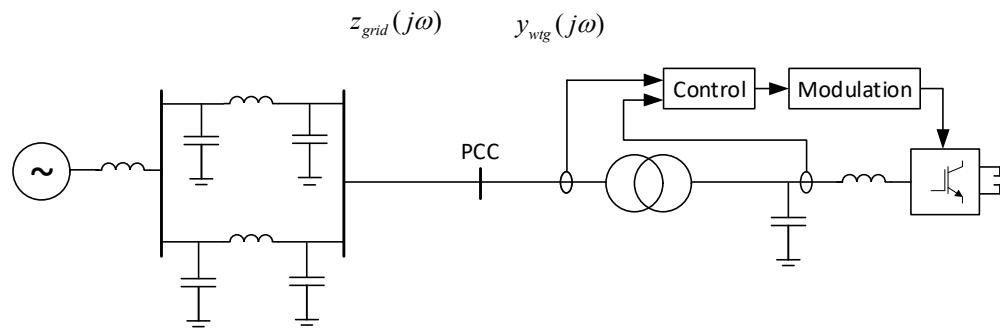 z_grid(jω) y_wtg(jω)
Control Modulation
PCC
~